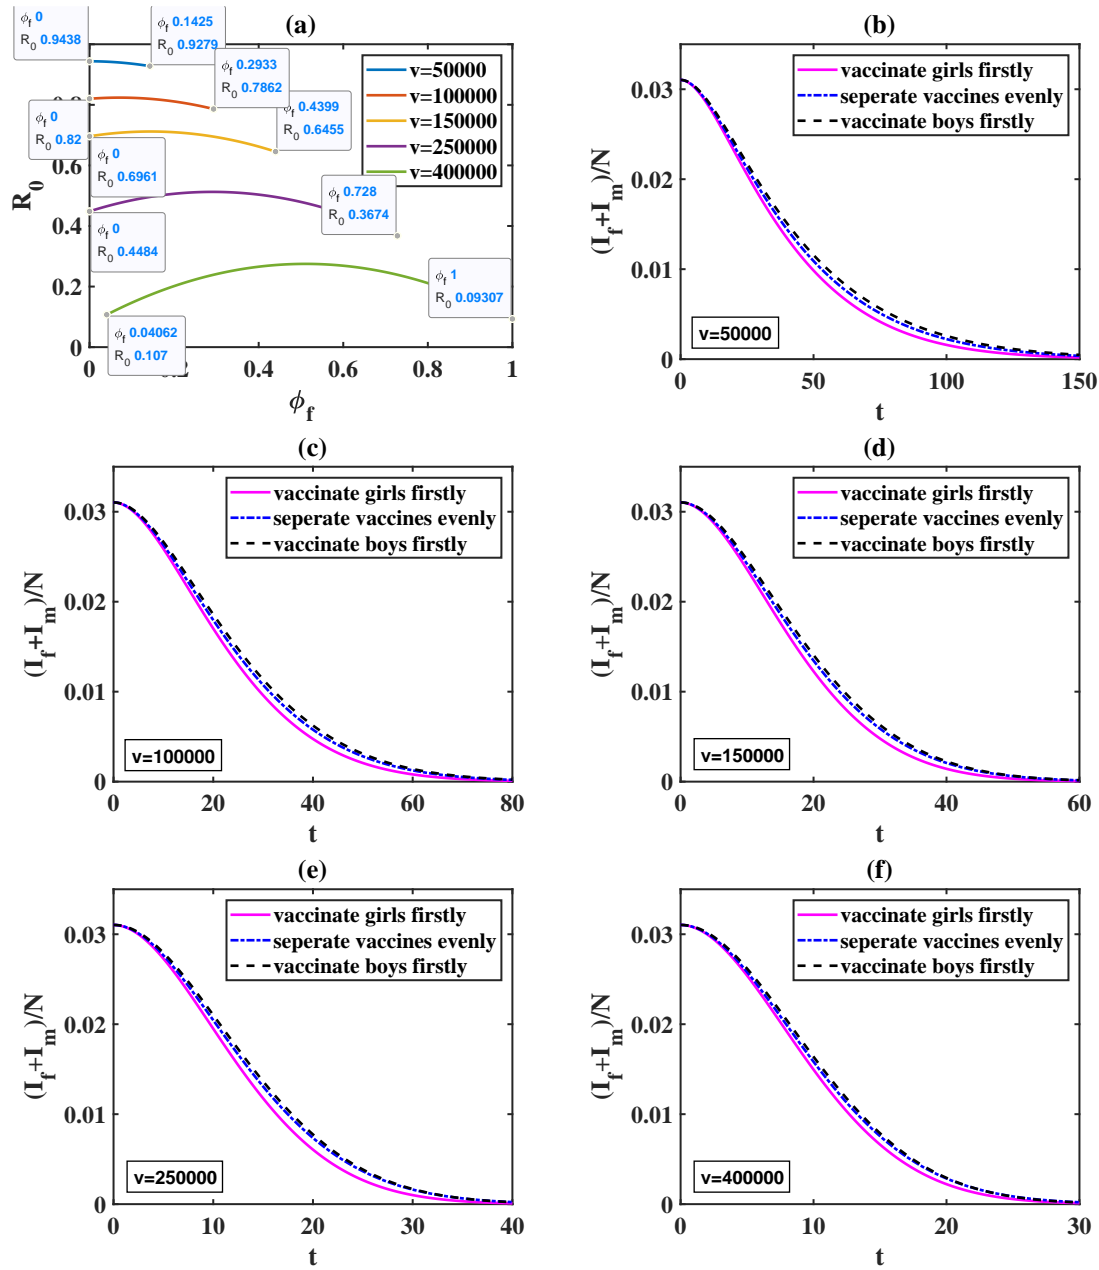 (a)
ϕf 0
R0 0.9438
ϕf 0.1425
R0 0.9279
ϕf 0.2933
R0 0.7862
ϕf 0.4399
R0 0.6455
ϕf 0
R0 0.82
ϕf 0
R0 0.6961
ϕf 0.728
R0 0.3674
ϕf 0
R0 0.4484
ϕf 1
R0 0.09307
ϕf 0.04062
R0 0.107
v=50000
v=100000
v=150000
v=250000
v=400000
R0
0.6
0.4
0.2
0
0
0.4
0.6
0.8
1
ϕf
(b)
vaccinate girls firstly
seperate vaccines evenly
vaccinate boys firstly
(If+Im)/N
0.03
0.02
0.01
0
v=50000
0 50 100 150
t
(c)
vaccinate girls firstly
seperate vaccines evenly
vaccinate boys firstly
(If+Im)/N
0.03
0.02
0.01
0
v=100000
0 20 40 60 80
t
(d)
vaccinate girls firstly
seperate vaccines evenly
vaccinate boys firstly
(If+Im)/N
0.03
0.02
0.01
0
v=150000
0 20 40 60
t
(e)
vaccinate girls firstly
seperate vaccines evenly
vaccinate boys firstly
(If+Im)/N
0.03
0.02
0.01
0
v=250000
0 10 20 30 40
t
(f)
vaccinate girls firstly
seperate vaccines evenly
vaccinate boys firstly
(If+Im)/N
0.03
0.02
0.01
0
v=400000
0 10 20 30
t